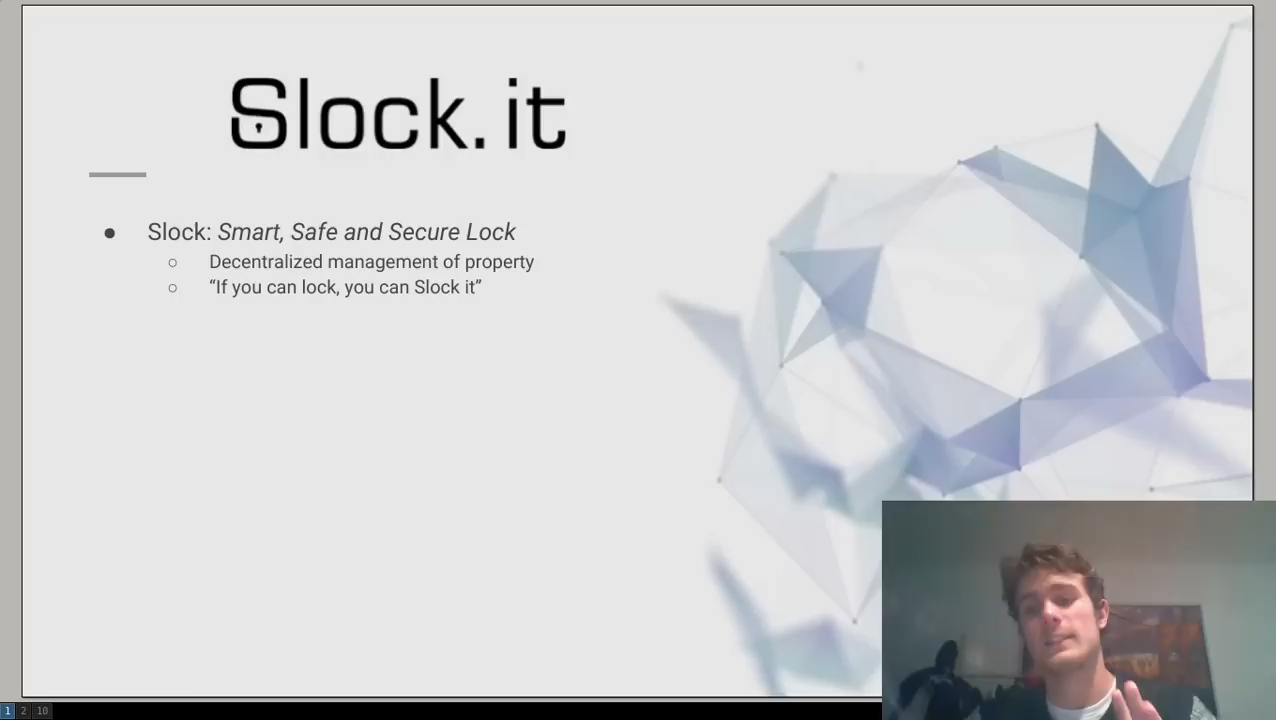 Slock.it
Slock: Smart, Safe and Secure Lock
Decentralized management of property
“If you can lock, you can Slock it”
1 2 10